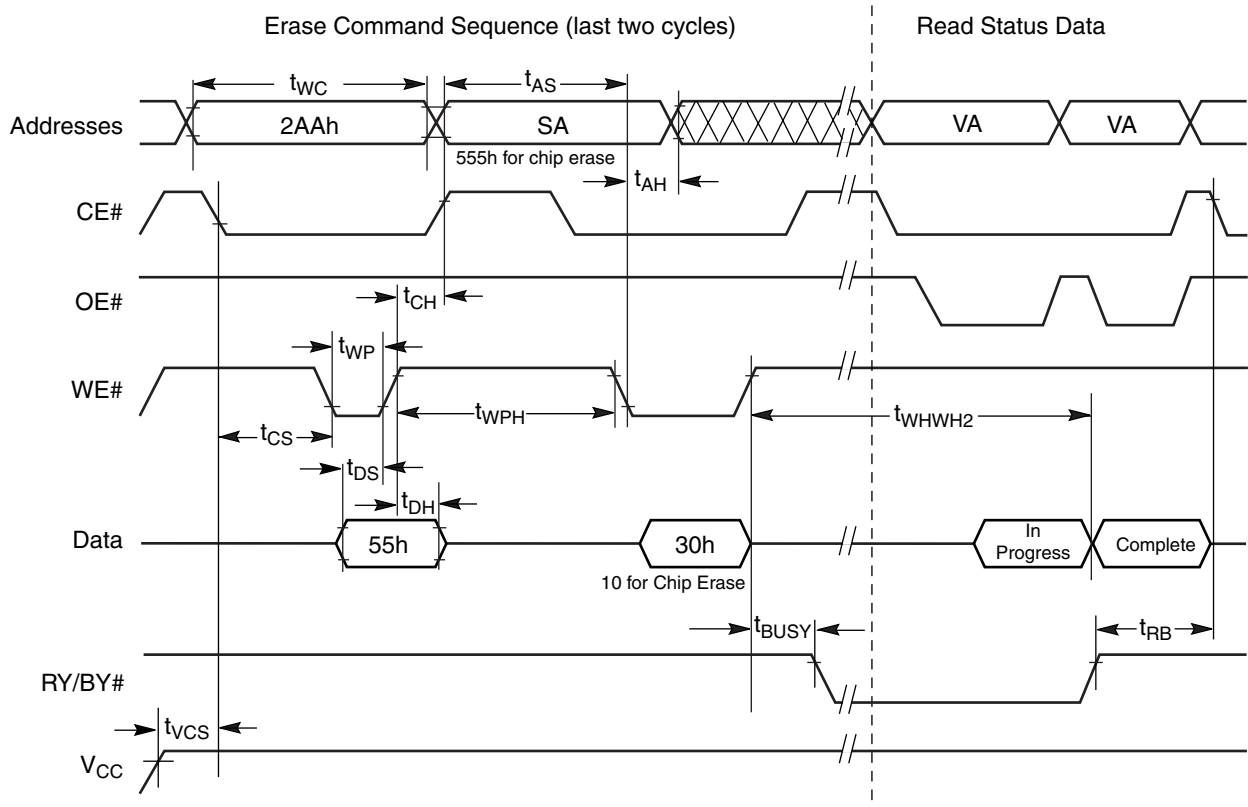 Erase Command Sequence (last two cycles)
Read Status Data
tWC
tAS
Addresses
2AAh
SA
VA
VA
555h for chip erase
tAH
CE#
OE#
tCH
tWP
WE#
tWPH
tWHWH2
tCS
tDS
tDH
Data
55h
30h
In
Progress
Complete
10 for Chip Erase
tBUSY
tRB
RY/BY#
tVCS
VCC